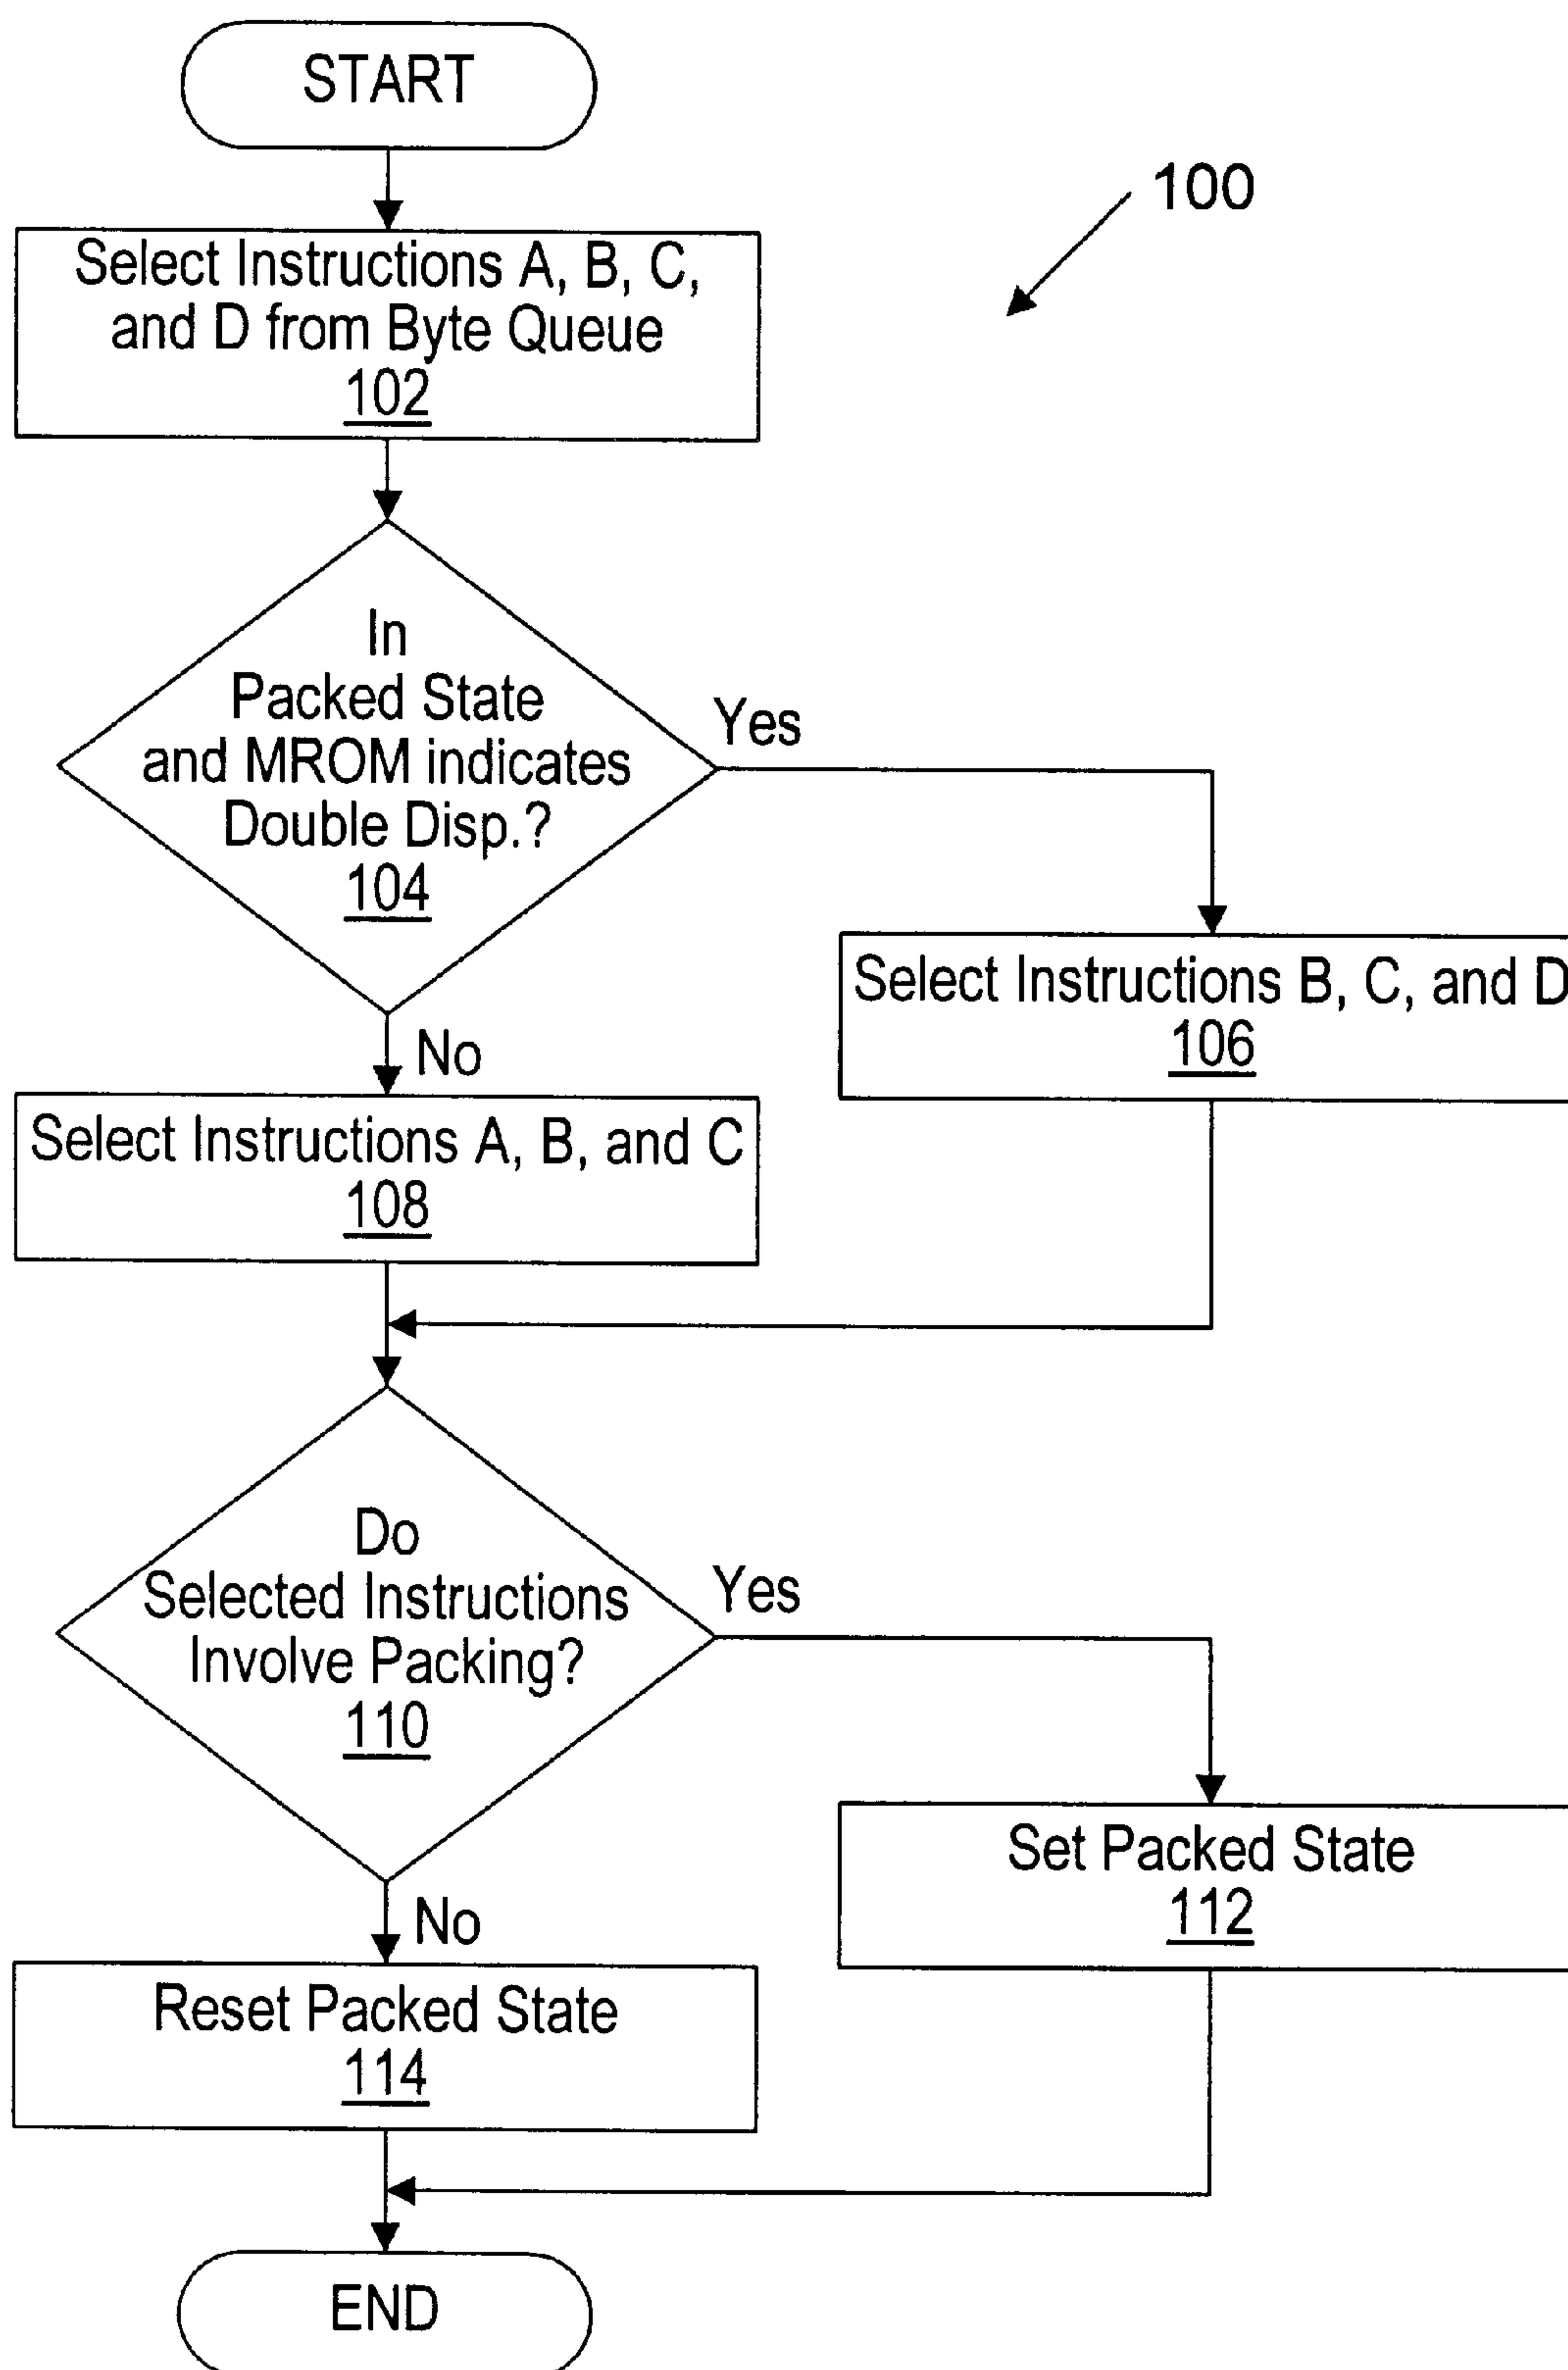 START
100
Select Instructions A, B, C,
and D from Byte Queue
102
In
Packed State
and MROM indicates
Double Disp.?
104
Yes
Select Instructions B, C, and D
106
No
Select Instructions A, B, and C
108
Do
Selected Instructions
Involve Packing?
110
Yes
Set Packed State
112
No
Reset Packed State
114
END